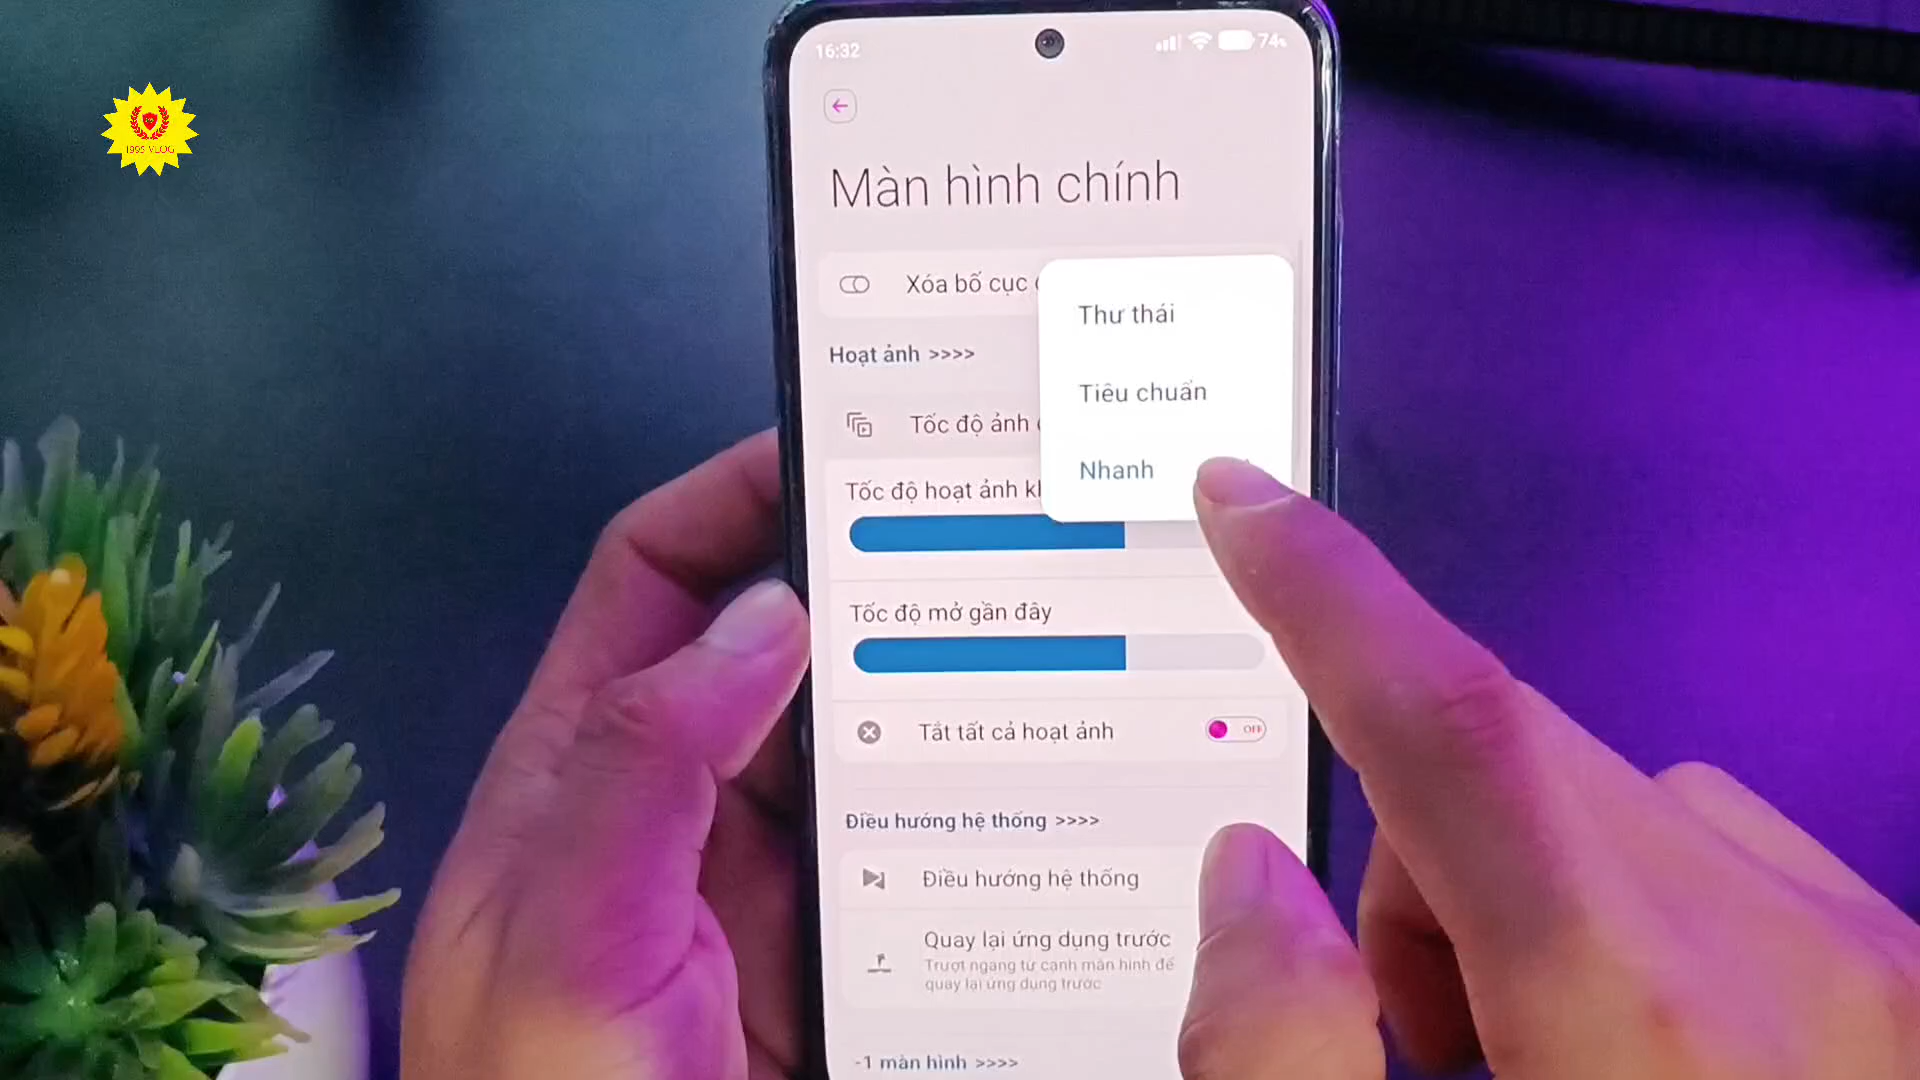 16:32
74%
1995 VLOG
Màn hình chính
Xóa bố cục
Thư thái
Hoạt ảnh >>>>
Tiêu chuẩn
Tốc độ ảnh
Nhanh
Tốc độ hoạt ảnh
Tốc độ mở gần đây
Tắt tất cả hoạt ảnh
OFF
Điều hướng hệ thống >>>>
Điều hướng hệ thống
Quay lại ứng dụng trước
Trượt ngang từ cạnh màn hình để
quay lại ứng dụng trước
-1 màn hình >>>>